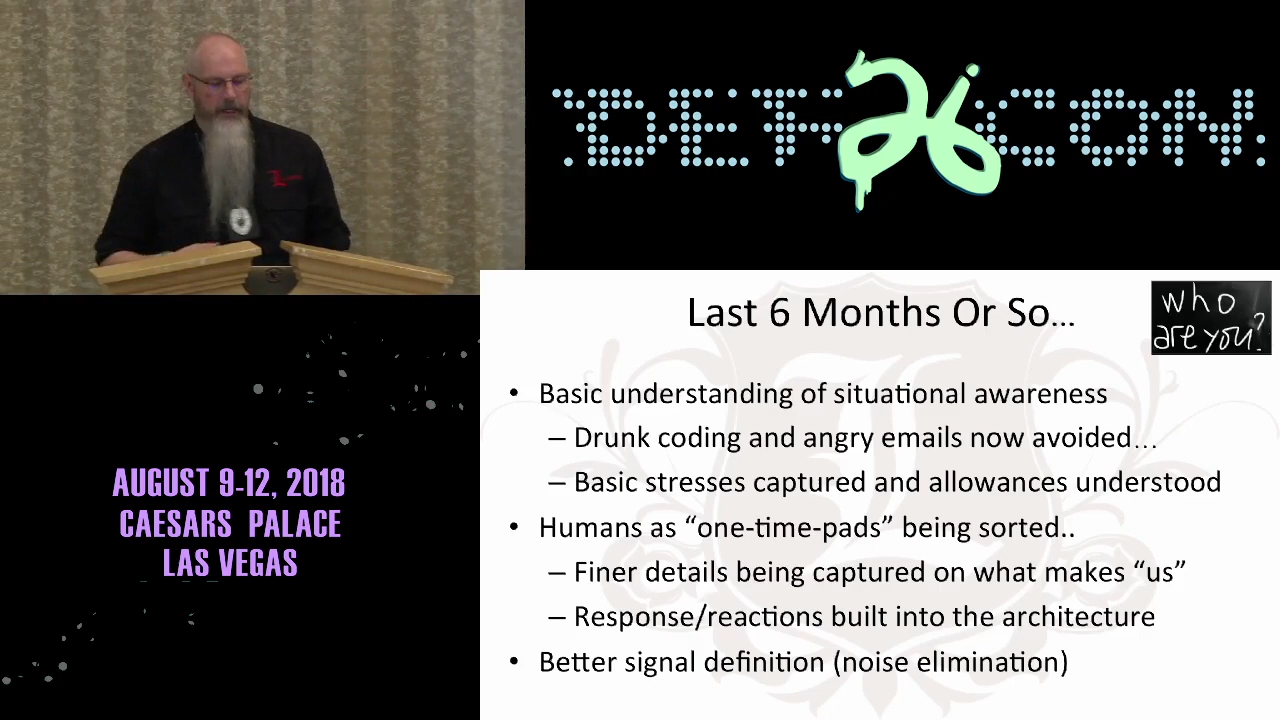 DEF 26 CON
Last 6 Months Or So...
who
are you?
• Basic understanding of situational awareness
– Drunk coding and angry emails now avoided...
– Basic stresses captured and allowances understood
• Humans as “one-time-pads” being sorted..
– Finer details being captured on what makes “us”
– Response/reactions built into the architecture
• Better signal definition (noise elimination)
AUGUST 9-12, 2018
CAESARS PALACE
LAS VEGAS